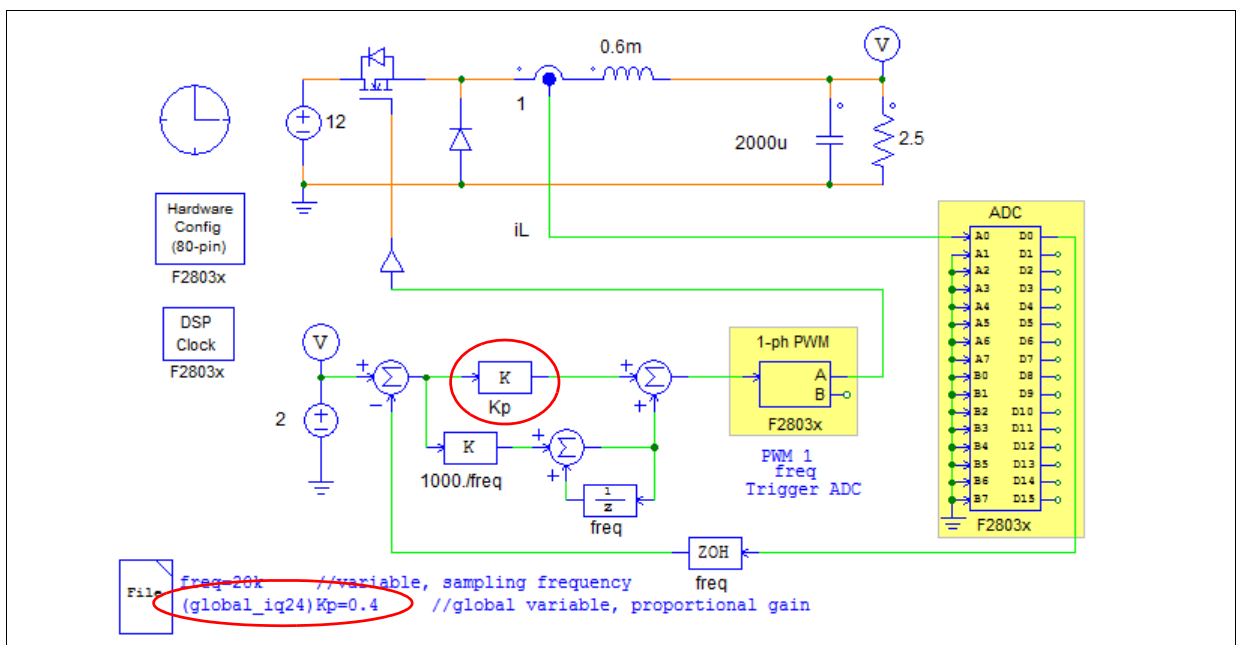 0.6m
V
12
1
2000u
2.5
Hardware
Config
(80-pin)
F2803x
iL
ADC
A0 D0
A1 D1
A2 D2
A3 D3
A4 D4
A5 D5
A6 D6
A7 D7
B0 D8
B1 D9
B2 D10
B3 D11
B4 D12
B5 D13
B6 D14
B7 D15
F2803x
DSP
Clock
F2803x
V
2
+
−
Σ
K
Kp
+
+
Σ
1-ph PWM
A
B
F2803x
PWM 1
freq
Trigger ADC
K
1000./freq
+
+
Σ
1
z
freq
ZOH
freq
File
freq=20k //variable, sampling frequency
(global_iq24)Kp=0.4 //global variable, proportional gain